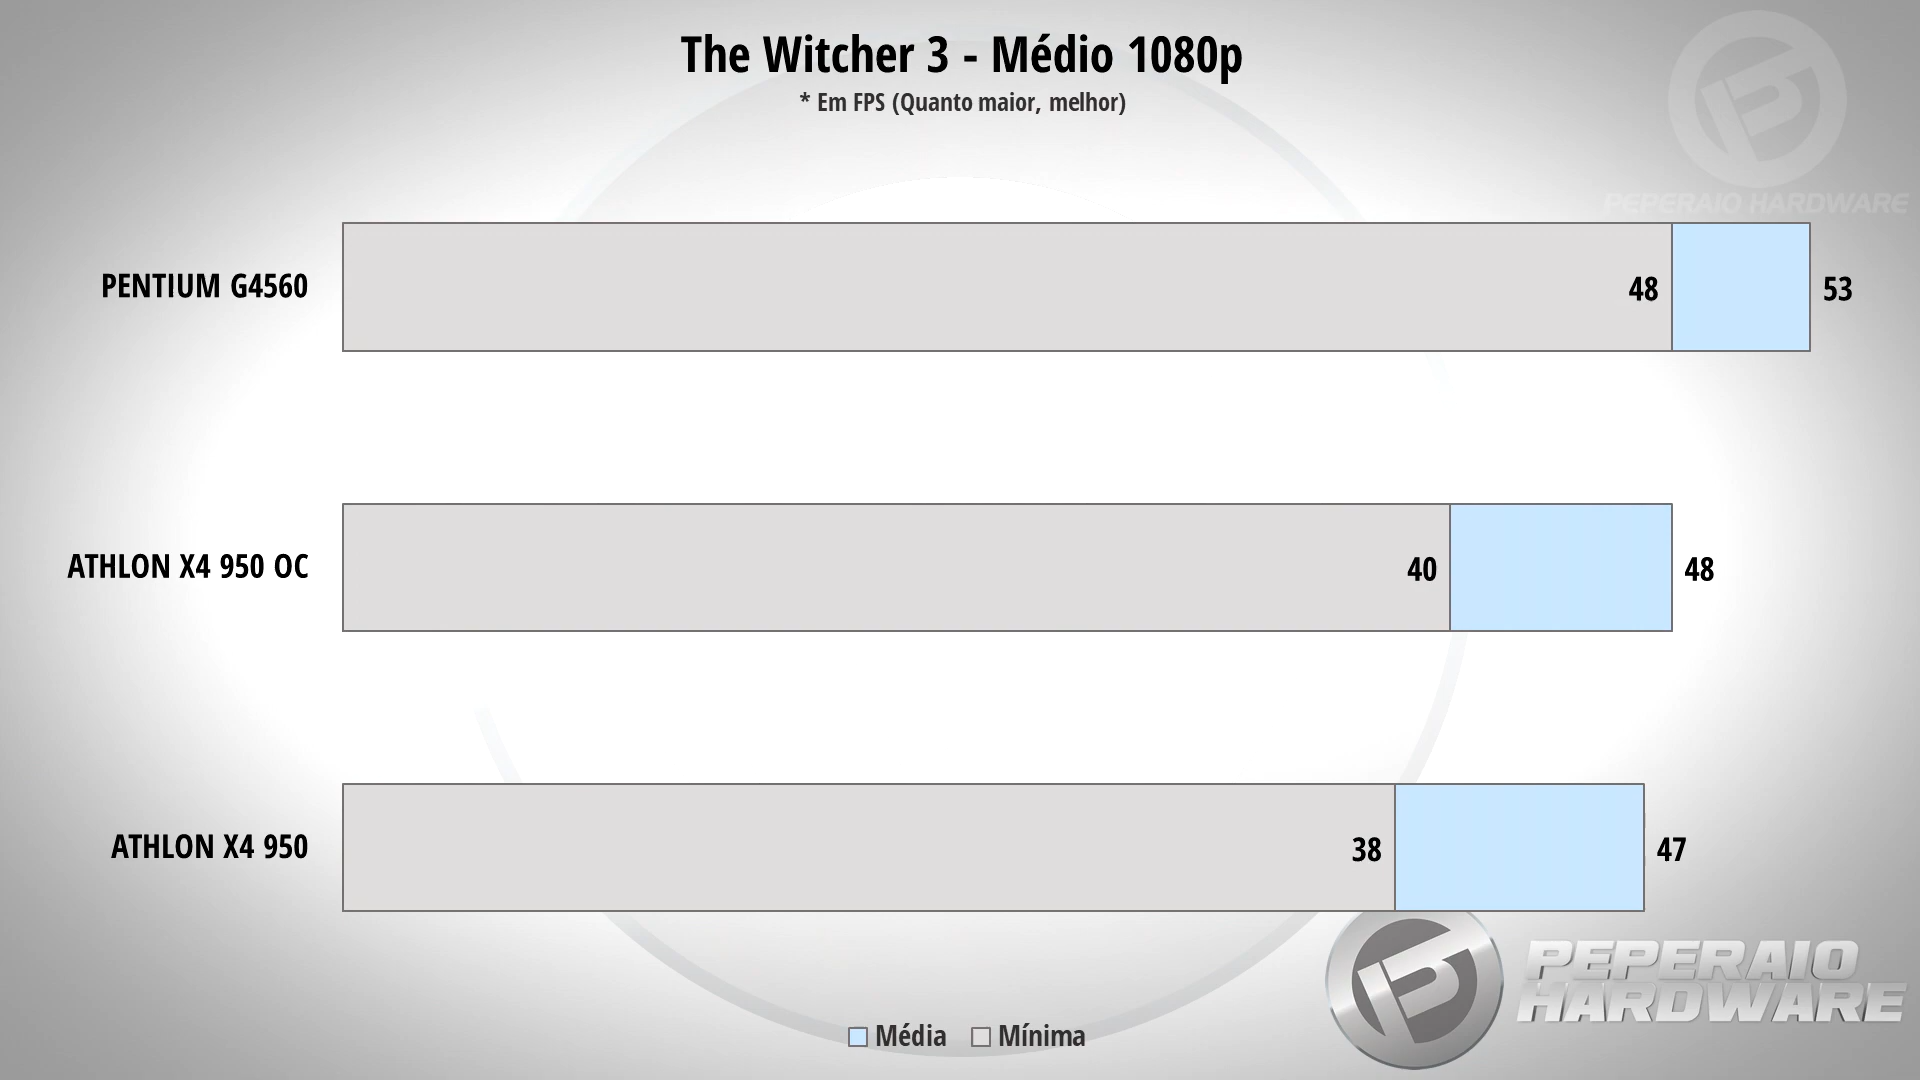 The Witcher 3 - Médio 1080p
* Em FPS (Quanto maior, melhor)
PEPERAIO HARDWARE
PENTIUM G4560
48
53
ATHLON X4 950 OC
40
48
ATHLON X4 950
38
47
Média
Mínima
PEPERAIO
HARDWARE